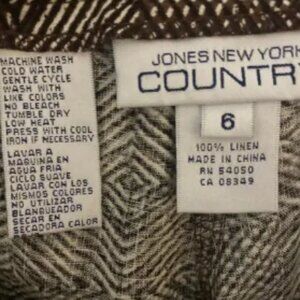 MACHINE WASH
COLD WATER
GENTLE CYCLE
WASH WITH
LIKE COLORS
NO BLEACH
TUMBLE DRY
LOW HEAT
PRESS WITH COOL
IRON IF NECESSARY
LAVAR A
MAQUINA EN
AGUA FRIA
CICLO SUAVE
LAVAR CON LOS
MISMOS COLORES
NO UTILIZAR
BLANQUEADOR
SECAR EN
SECADORA CALOR
JONES NEW YORK
COUNTRY
6
100% LINEN
MADE IN CHINA
RN 54050
CA 08349